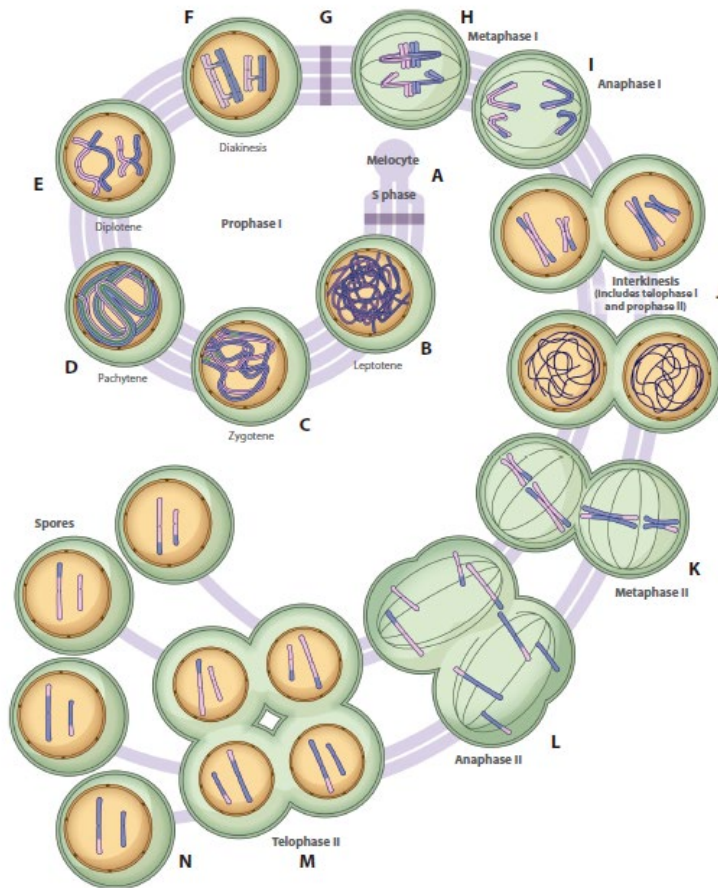 F
G
H
Metaphase I
I
Anaphase I
Diakinesis
Meiocyte
A
S phase
E
Prophase I
Diplotene
Interkinesis
(includes telophase I
and prophase II)
D
Pachytene
B
Leptotene
C
Zygotene
Spores
K
Metaphase II
L
Anaphase II
N
Telophase II
M